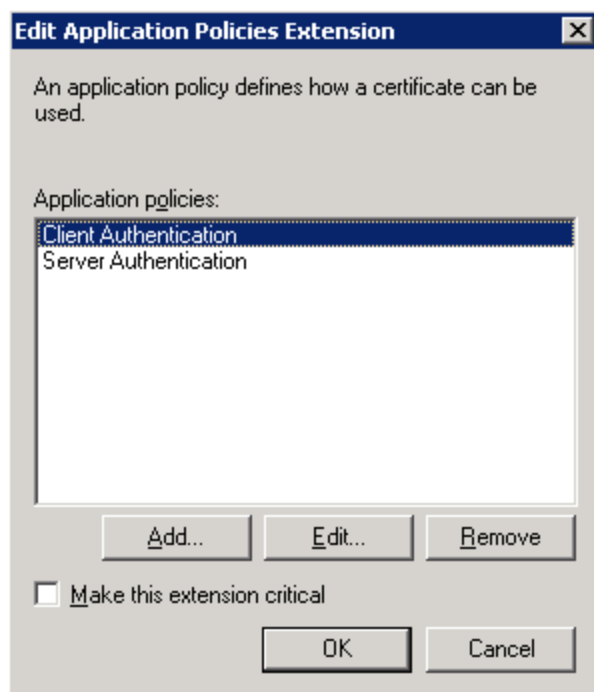 Edit Application Policies Extension
An application policy defines how a certificate can be
used.
Application policies:
Client Authentication
Server Authentication
Add... Edit... Remove
Make this extension critical
OK Cancel